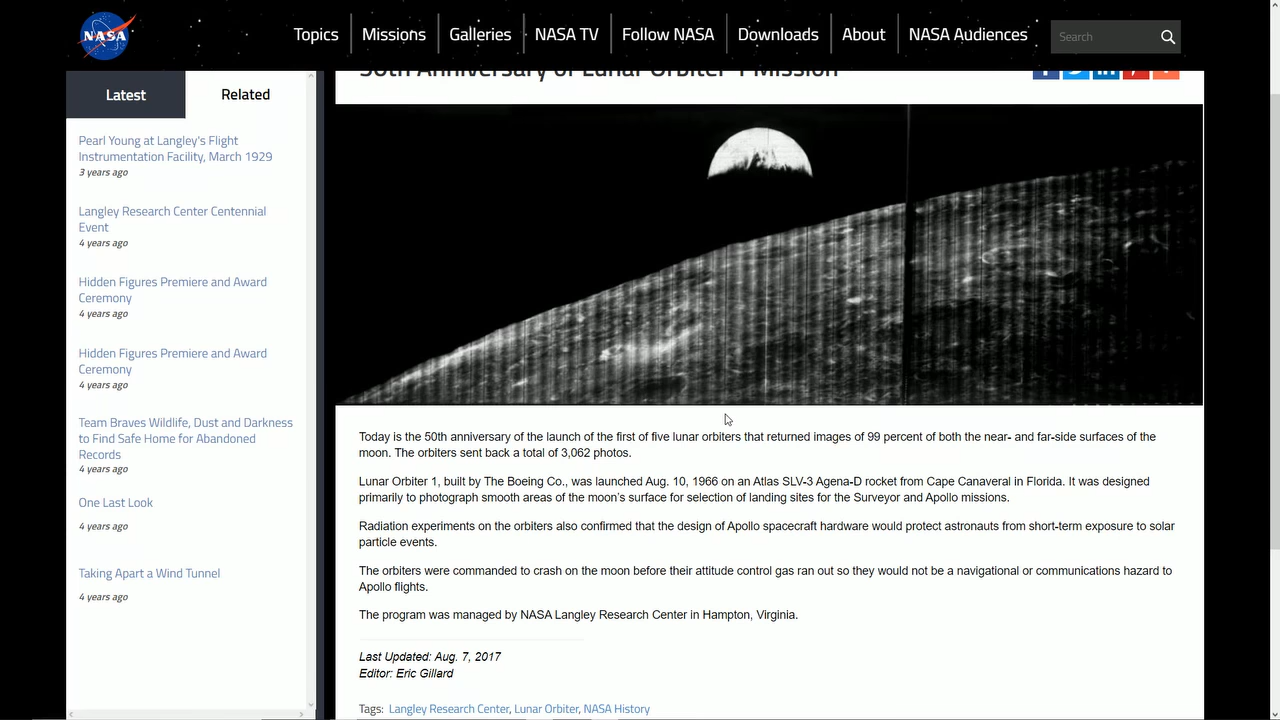 NASA
Topics
Missions
Galleries
NASA TV
Follow NASA
Downloads
About
NASA Audiences
Search
50th Anniversary of Lunar Orbiter 1 Mission
Latest
Related
Pearl Young at Langley's Flight
Instrumentation Facility, March 1929
3 years ago
Langley Research Center Centennial
Event
4 years ago
Hidden Figures Premiere and Award
Ceremony
4 years ago
Hidden Figures Premiere and Award
Ceremony
4 years ago
Team Braves Wildlife, Dust and Darkness
to Find Safe Home for Abandoned
Records
4 years ago
One Last Look
4 years ago
Taking Apart a Wind Tunnel
4 years ago
Today is the 50th anniversary of the launch of the first of five lunar orbiters that returned images of 99 percent of both the near- and far-side surfaces of the
moon. The orbiters sent back a total of 3,062 photos.
Lunar Orbiter 1, built by The Boeing Co., was launched Aug. 10, 1966 on an Atlas SLV-3 Agena-D rocket from Cape Canaveral in Florida. It was designed
primarily to photograph smooth areas of the moon's surface for selection of landing sites for the Surveyor and Apollo missions.
Radiation experiments on the orbiters also confirmed that the design of Apollo spacecraft hardware would protect astronauts from short-term exposure to solar
particle events.
The orbiters were commanded to crash on the moon before their attitude control gas ran out so they would not be a navigational or communications hazard to
Apollo flights.
The program was managed by NASA Langley Research Center in Hampton, Virginia.
Last Updated: Aug. 7, 2017
Editor: Eric Gillard
Tags: Langley Research Center, Lunar Orbiter, NASA History